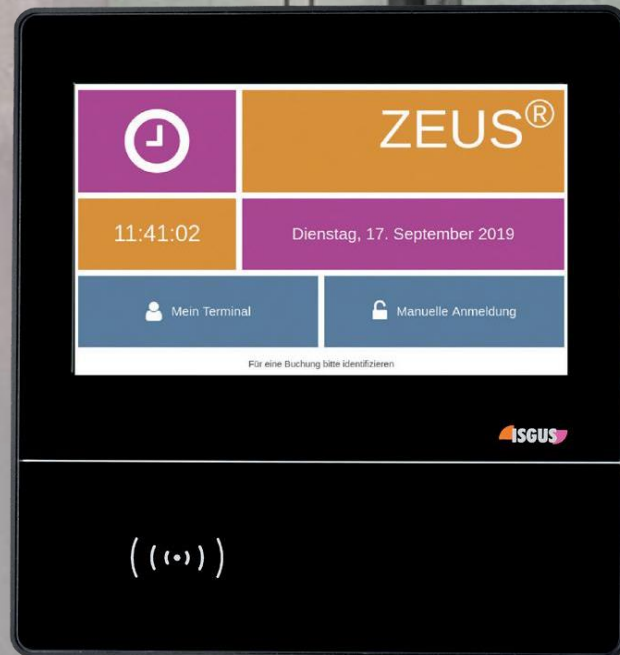 ZEUS®
11:41:02
Dienstag, 17. September 2019
Mein Terminal
Manuelle Anmeldung
Für eine Buchung bitte identifizieren
ISGUS